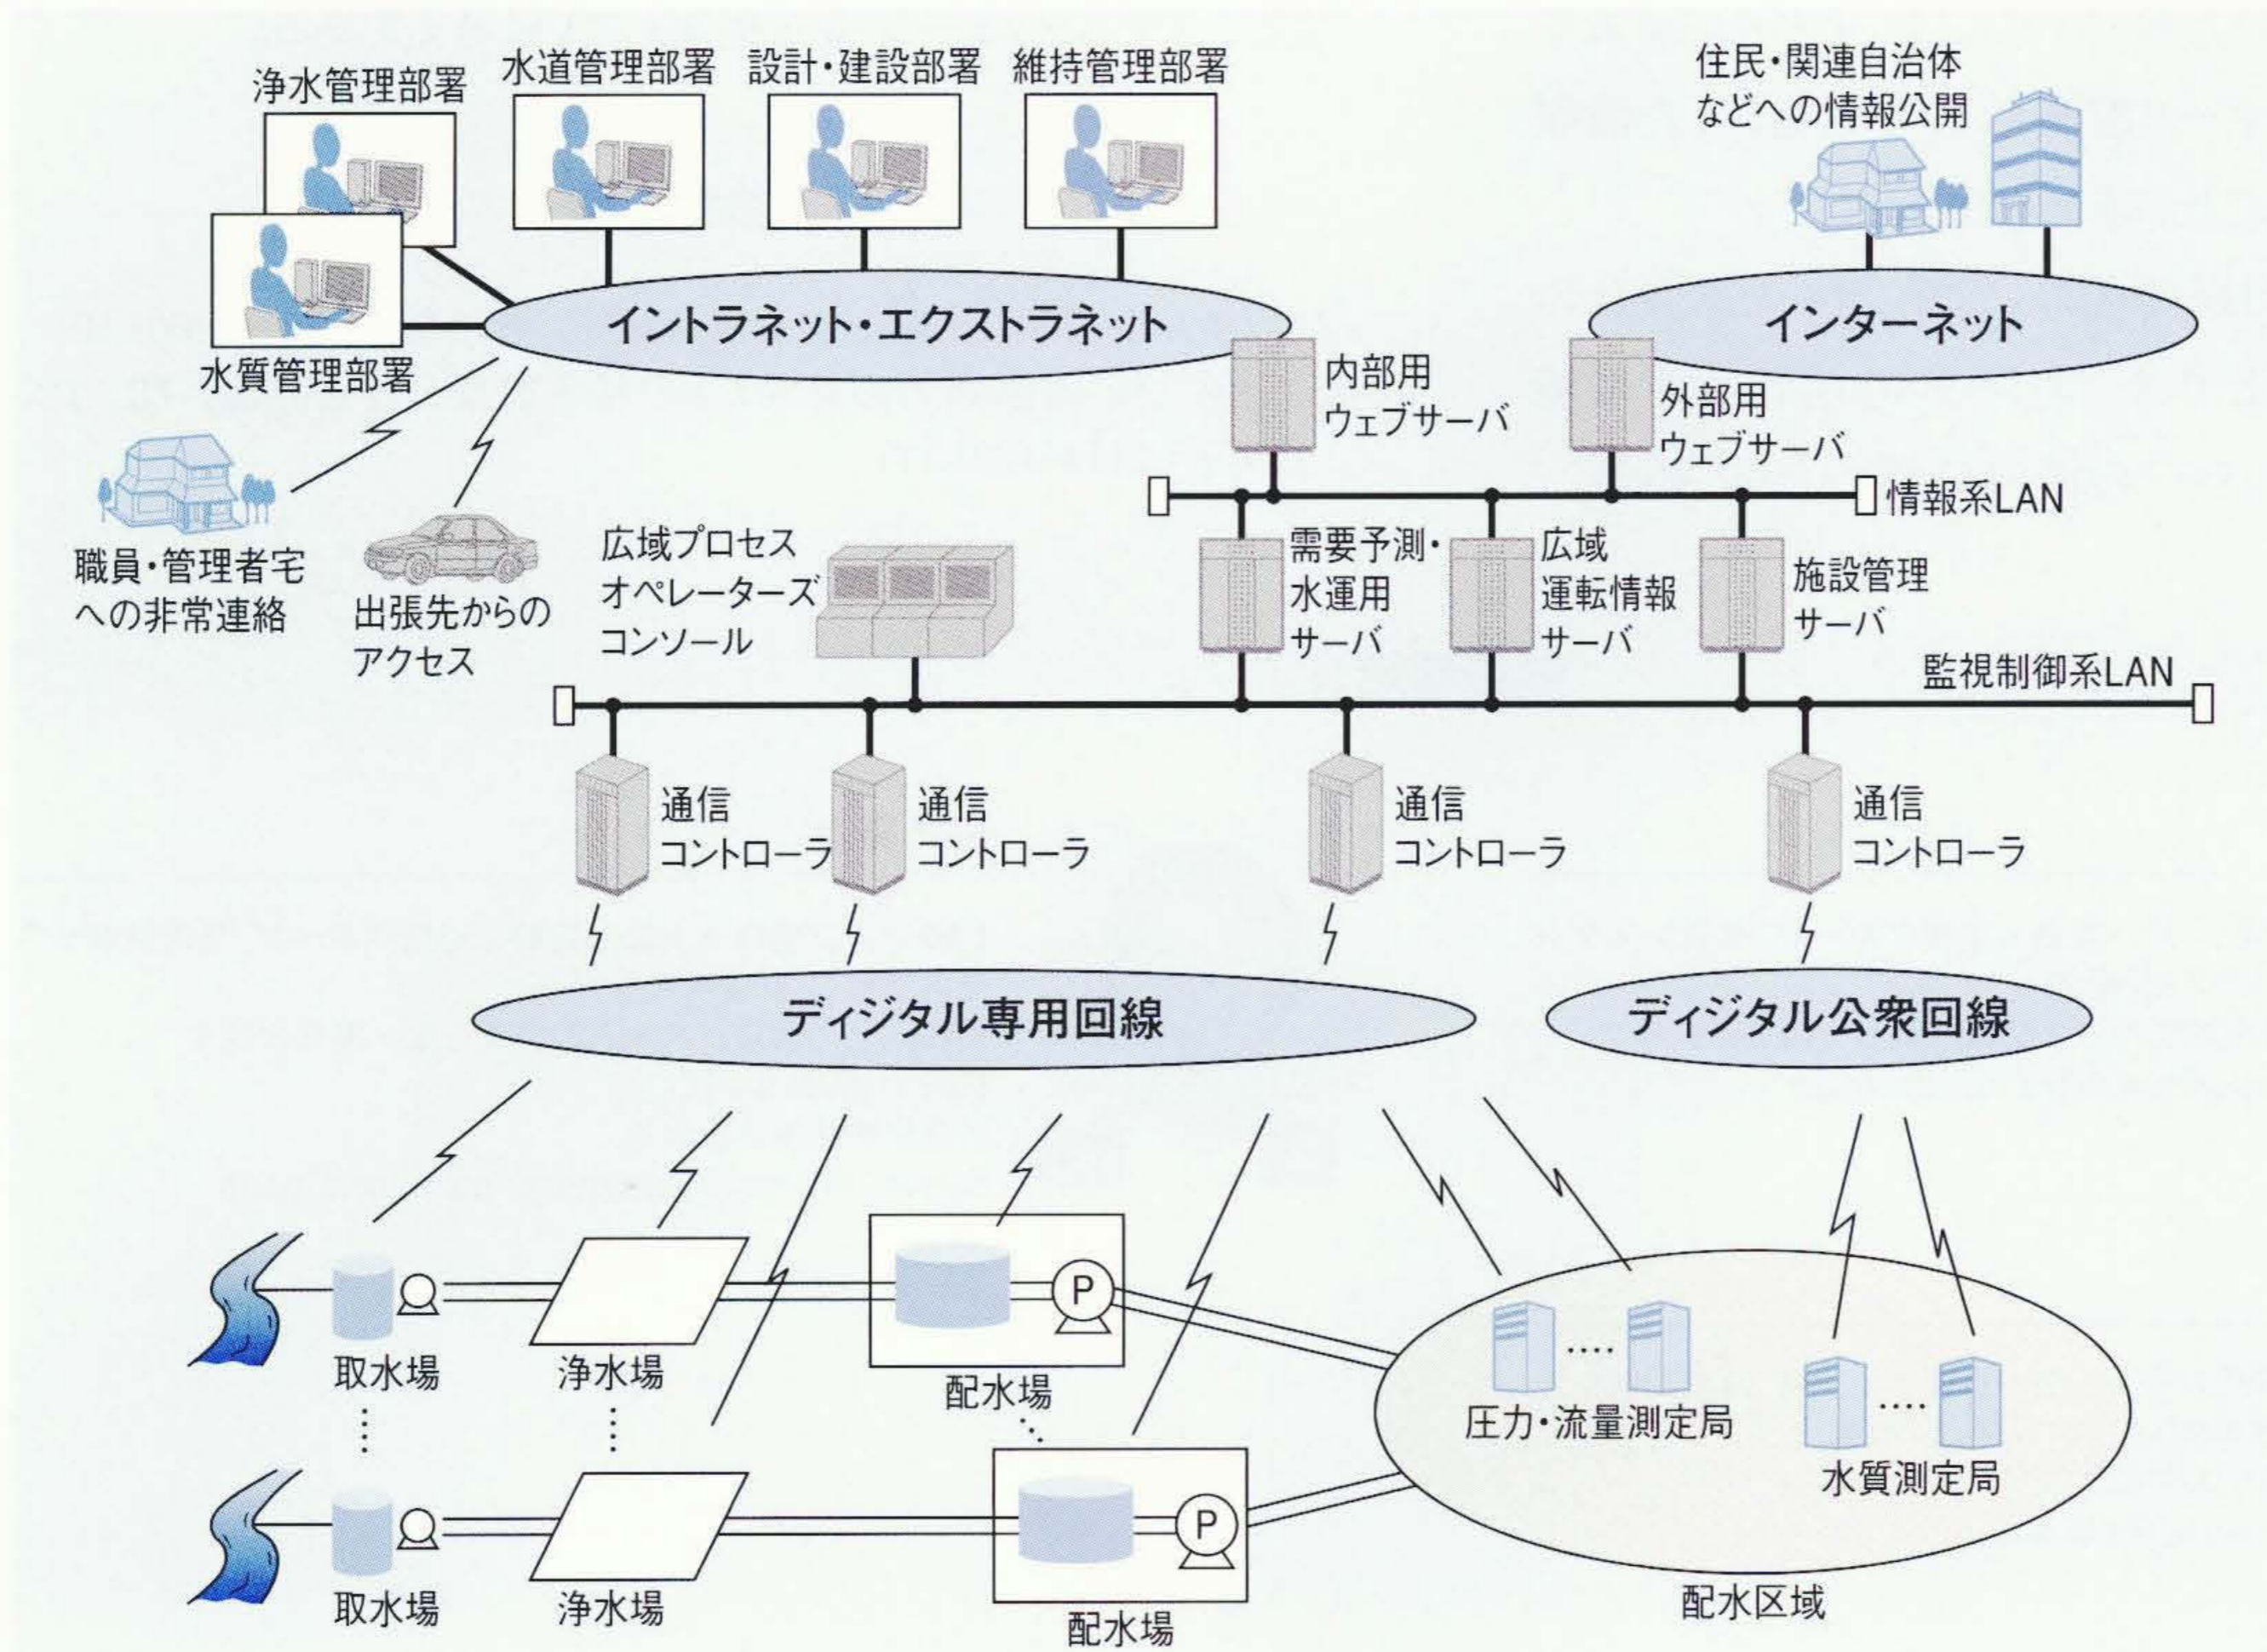 浄水管理部署
水道管理部署
設計・建設部署
維持管理部署
住民・関連自治体
などへの情報公開
イントラネット・エクストラネット
インターネット
水質管理部署
内部用
ウェブサーバ
外部用
ウェブサーバ
情報系LAN
職員・管理者宅
への非常連絡
出張先からの
アクセス
広域プロセス
オペレーターズ
コンソール
需要予測・
水運用
サーバ
広域
運転情報
サーバ
施設管理
サーバ
監視制御系LAN
通信
コントローラ
通信
コントローラ
通信
コントローラ
通信
コントローラ
ディジタル専用回線
ディジタル公衆回線
P
取水場
浄水場
配水場
圧力・流量測定局
水質測定局
P
取水場
浄水場
配水場
配水区域